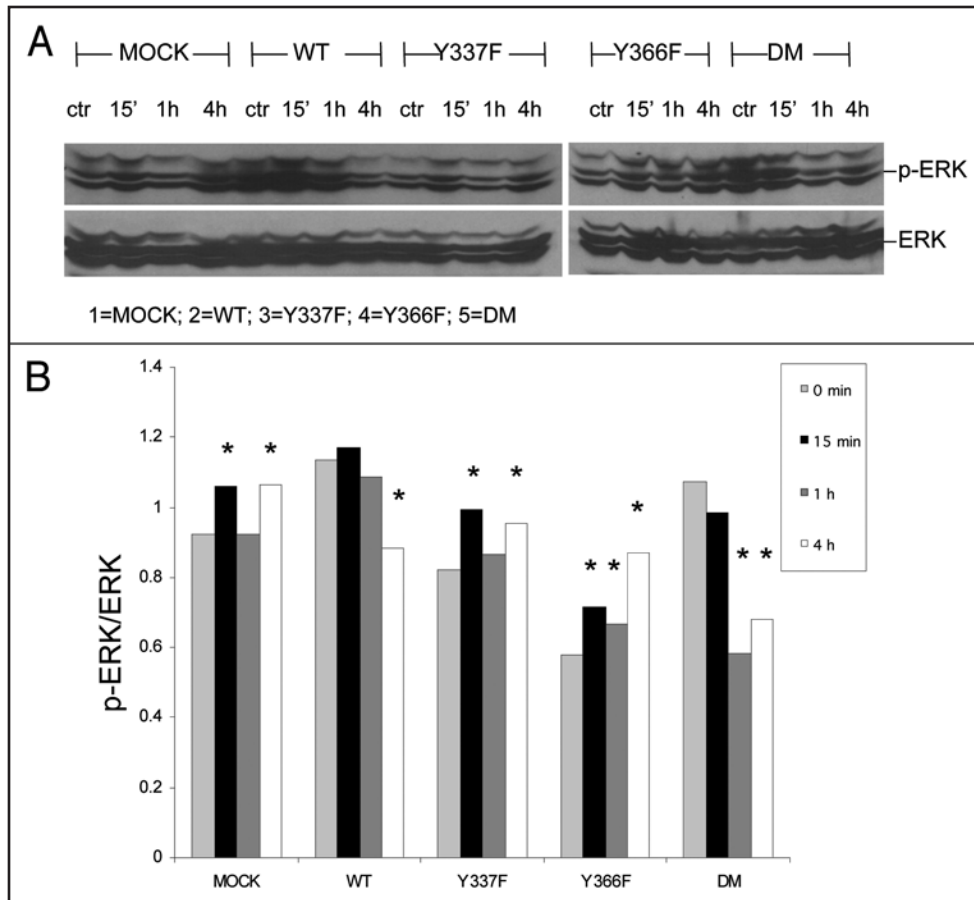 A
MOCK WT Y337F Y366F DM
ctr 15' 1h 4h ctr 15' 1h 4h ctr 15' 1h 4h ctr 15' 1h 4h ctr 15' 1h 4h
p-ERK
ERK
1=MOCK; 2=WT; 3=Y337F; 4=Y366F; 5=DM
B
p-ERK/ERK
1.4
1.2
1
0.8
0.6
0.4
0.2
0
* * * * * * * * * *
MOCK WT Y337F Y366F DM
0 min
15 min
1 h
4 h